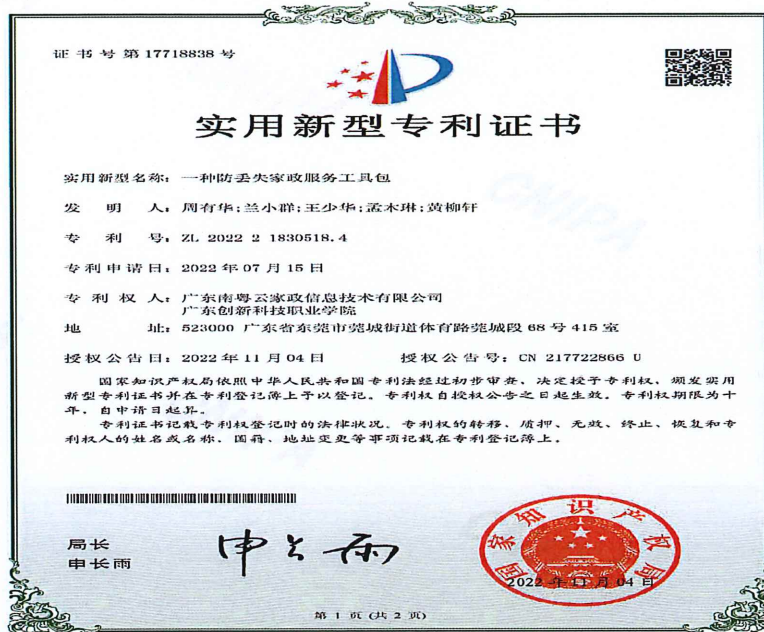 证书号第17718838号
实用新型专利证书
实用新型名称：一种防丢失家政服务工具包
发明人：周有华;兰小群;王少华;孟木琳;黄柳轩
专利号：ZL 2022 2 1830518.4
专利申请日：2022年07月15日
专利权人：广东南粤云家政信息技术有限公司
广东创新科技职业学院
地址：523000 广东省东莞市莞城街道体育路莞城段68号415室
授权公告日：2022年11月04日 授权公告号：CN 217722866 U
国家知识产权局依照中华人民共和国专利法经过初步审查，决定授予专利权，颁发实用
新型专利证书并在专利登记簿上予以登记。专利权自授权公告之日起生效。专利权期限为十
年，自申请日起算。
专利证书记载专利权登记时的法律状况。专利权的转移、质押、无效、终止、恢复和专
利权人的姓名或名称、国籍、地址变更等事项记载在专利登记簿上。
局长
申长雨
申长雨
国家知识产权局
2022年11月04日
第1页(共2页)
CNIPA